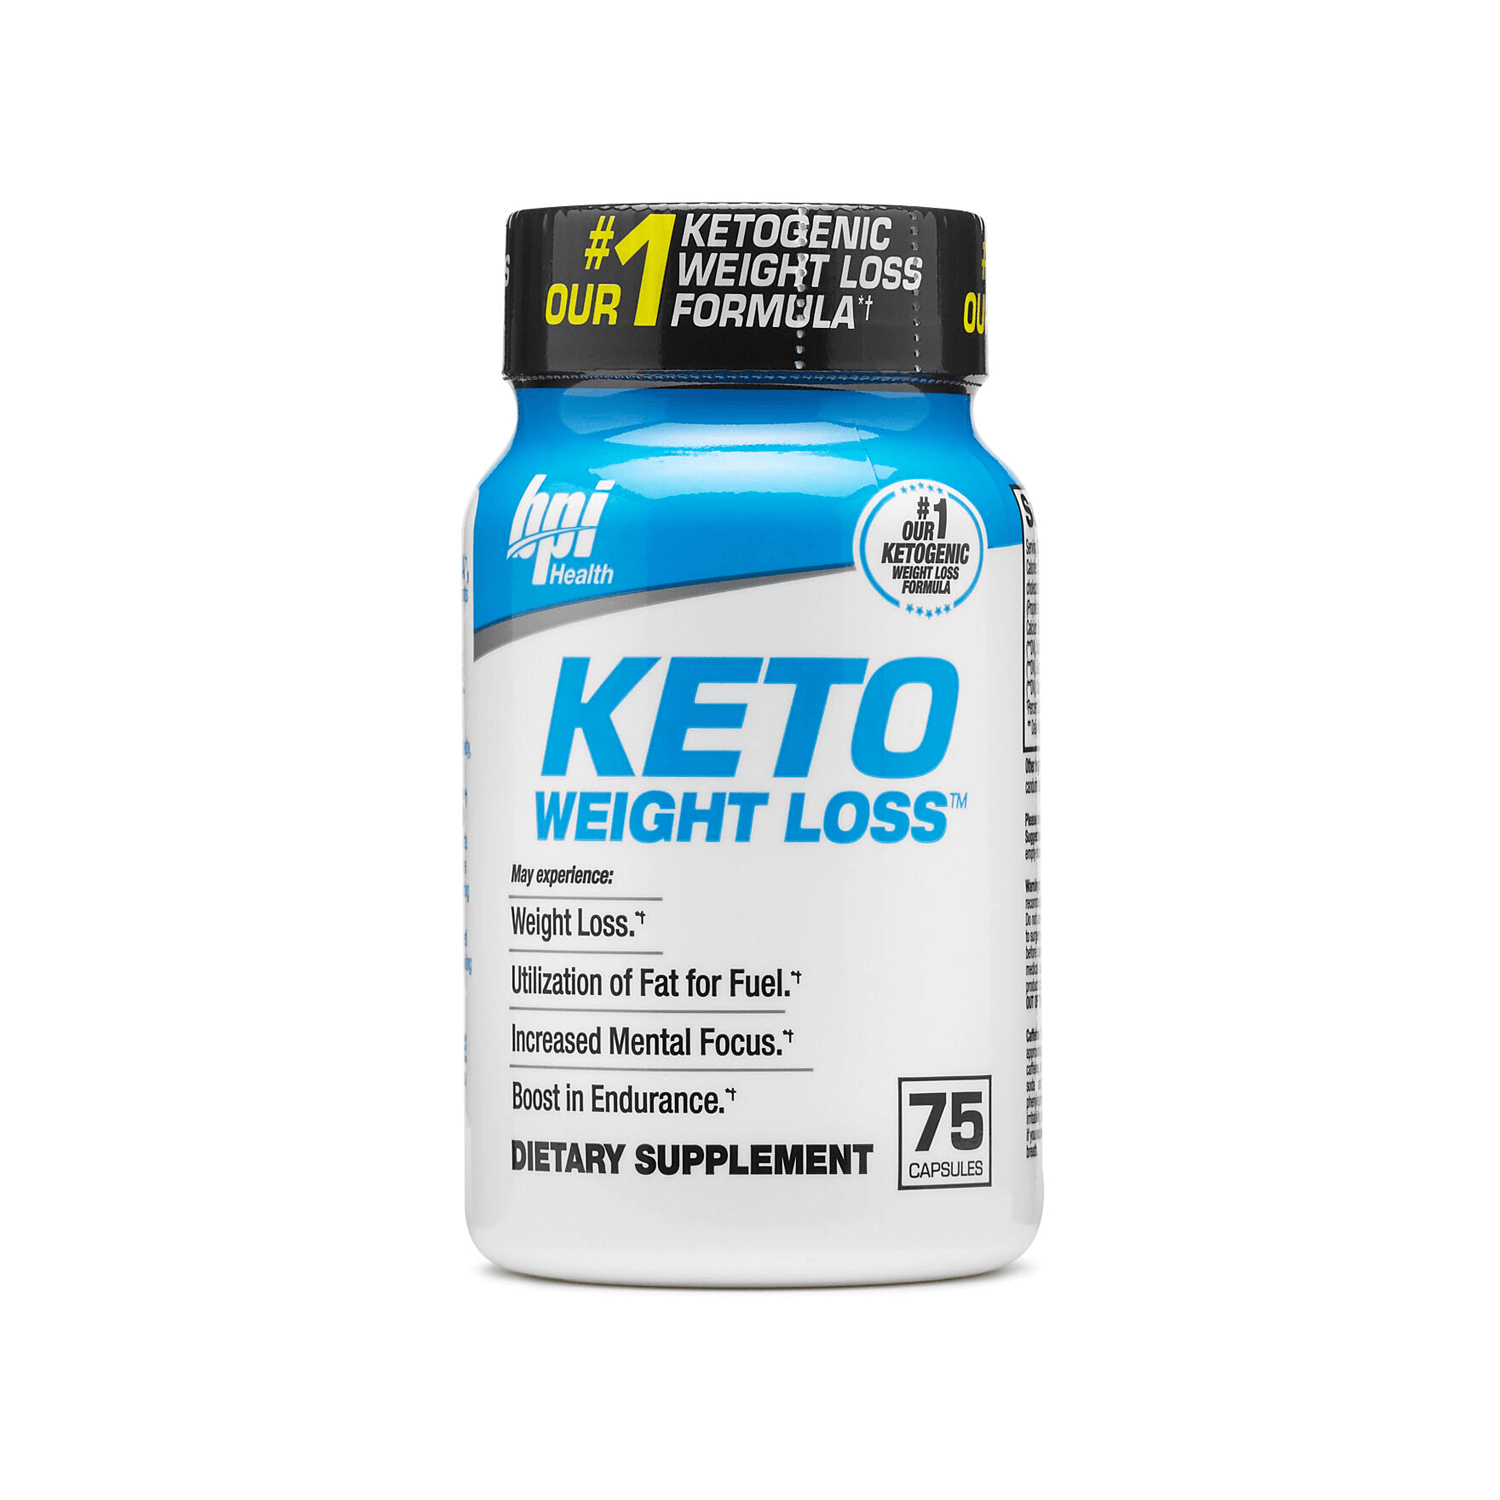 #1 KETOGENIC
WEIGHT LOSS
OUR FORMULA*†
OU
bpi
Health
#1
OUR
KETOGENIC
WEIGHT LOSS
FORMULA
KETO
WEIGHT LOSS™
May experience:
Weight Loss.*†
Utilization of Fat for Fuel.*†
Increased Mental Focus.*†
Boost in Endurance.*†
DIETARY SUPPLEMENT
75
CAPSULES